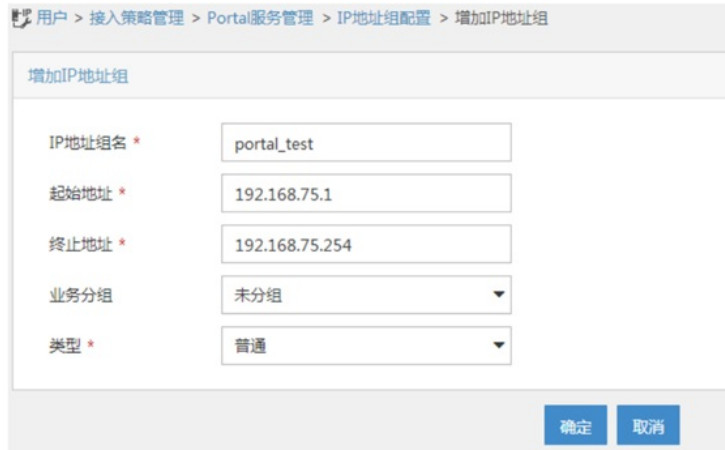 用户 > 接入策略管理 > Portal服务管理 > IP地址组配置 > 增加IP地址组
增加IP地址组
IP地址组名 * portal_test
起始地址 * 192.168.75.1
终止地址 * 192.168.75.254
业务分组 未分组
类型 * 普通
确定 取消